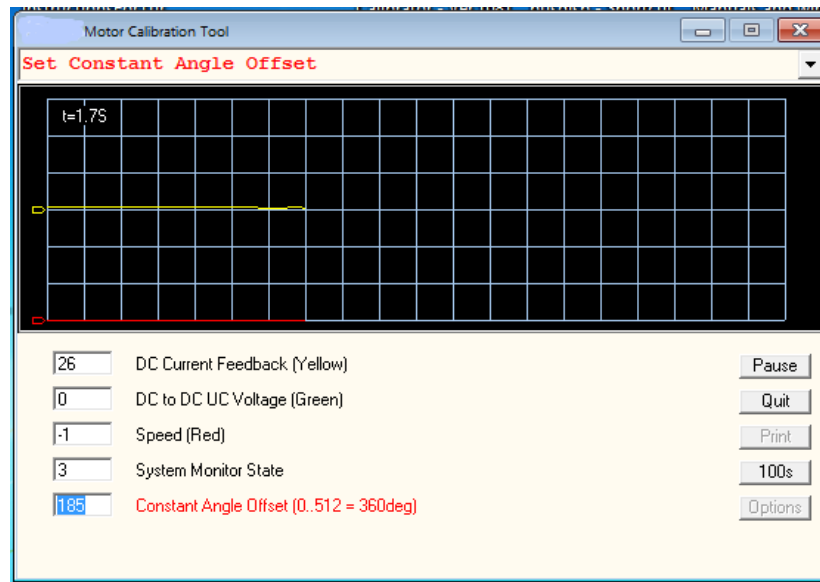 Motor Calibration Tool
Set Constant Angle Offset
t=1.7S
26 DC Current Feedback (Yellow) Pause
0 DC to DC UC Voltage (Green) Quit
-1 Speed (Red) Print
3 System Monitor State 100s
185 Constant Angle Offset (0..512 = 360deg) Options